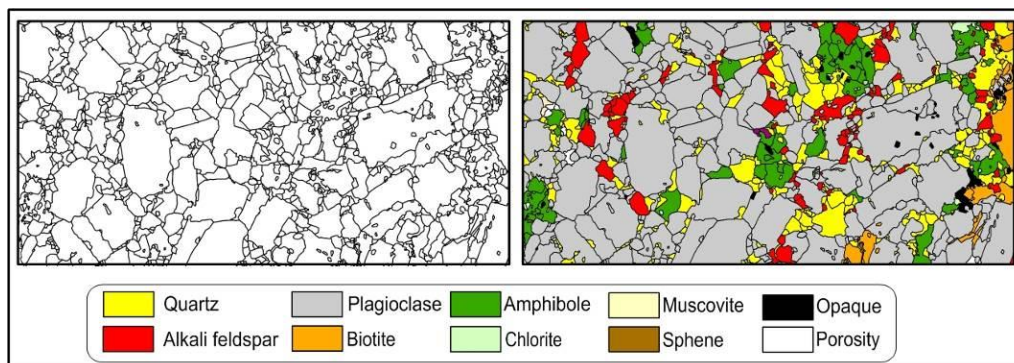 Quartz Plagioclase Amphibole Muscovite Opaque
Alkali feldspar Biotite Chlorite Sphene Porosity